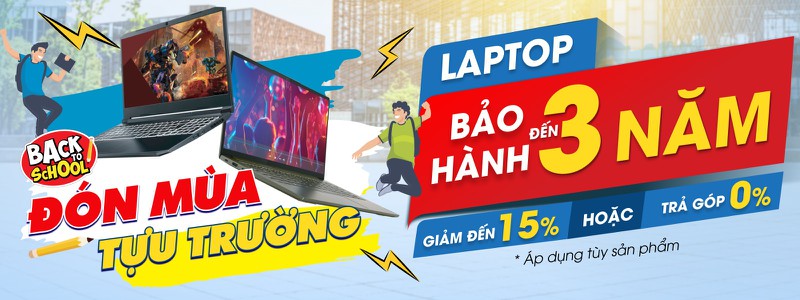 BACK
TO
SCHOOL!
ĐÓN MÙA
TỰU TRƯỜNG
LAPTOP
BẢO
HÀNH ĐẾN 3 NĂM
GIẢM ĐẾN 15% HOẶC TRẢ GÓP 0%
* Áp dụng tùy sản phẩm